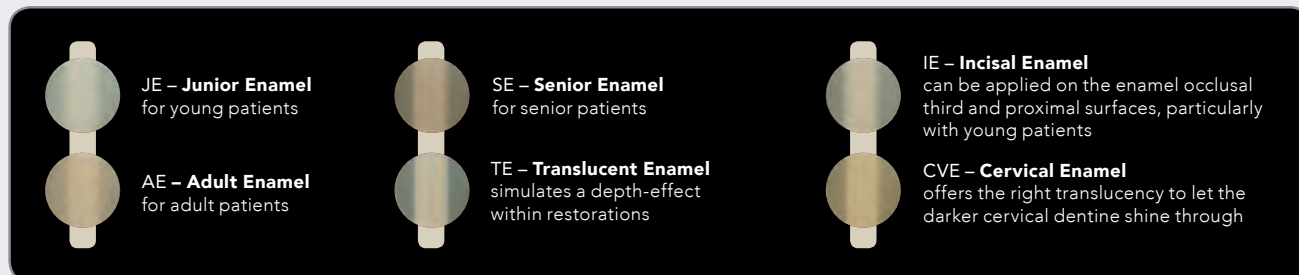 JE – Junior Enamel
for young patients
AE – Adult Enamel
for adult patients
SE – Senior Enamel
for senior patients
TE – Translucent Enamel
simulates a depth-effect
within restorations
IE – Incisal Enamel
can be applied on the enamel occlusal
third and proximal surfaces, particularly
with young patients
CVE – Cervical Enamel
offers the right translucency to let the
darker cervical dentine shine through